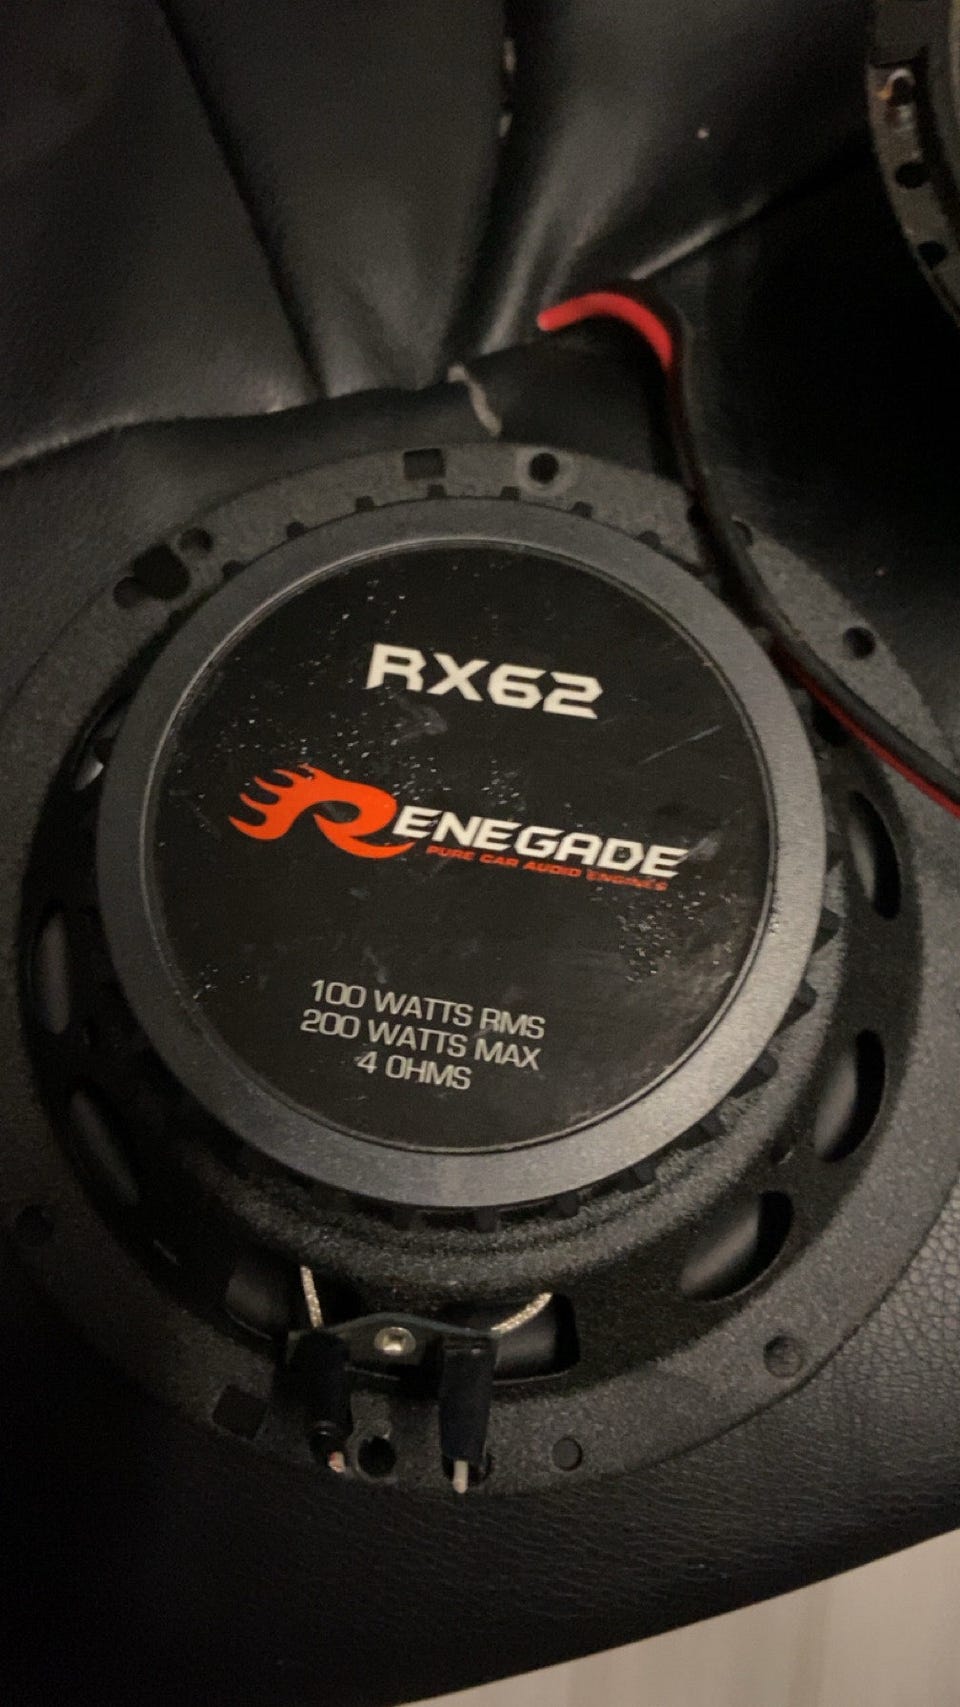 RX62
RENEGADE
PURE CAR AUDIO ENGINES
100 WATTS RMS
200 WATTS MAX
4 OHMS